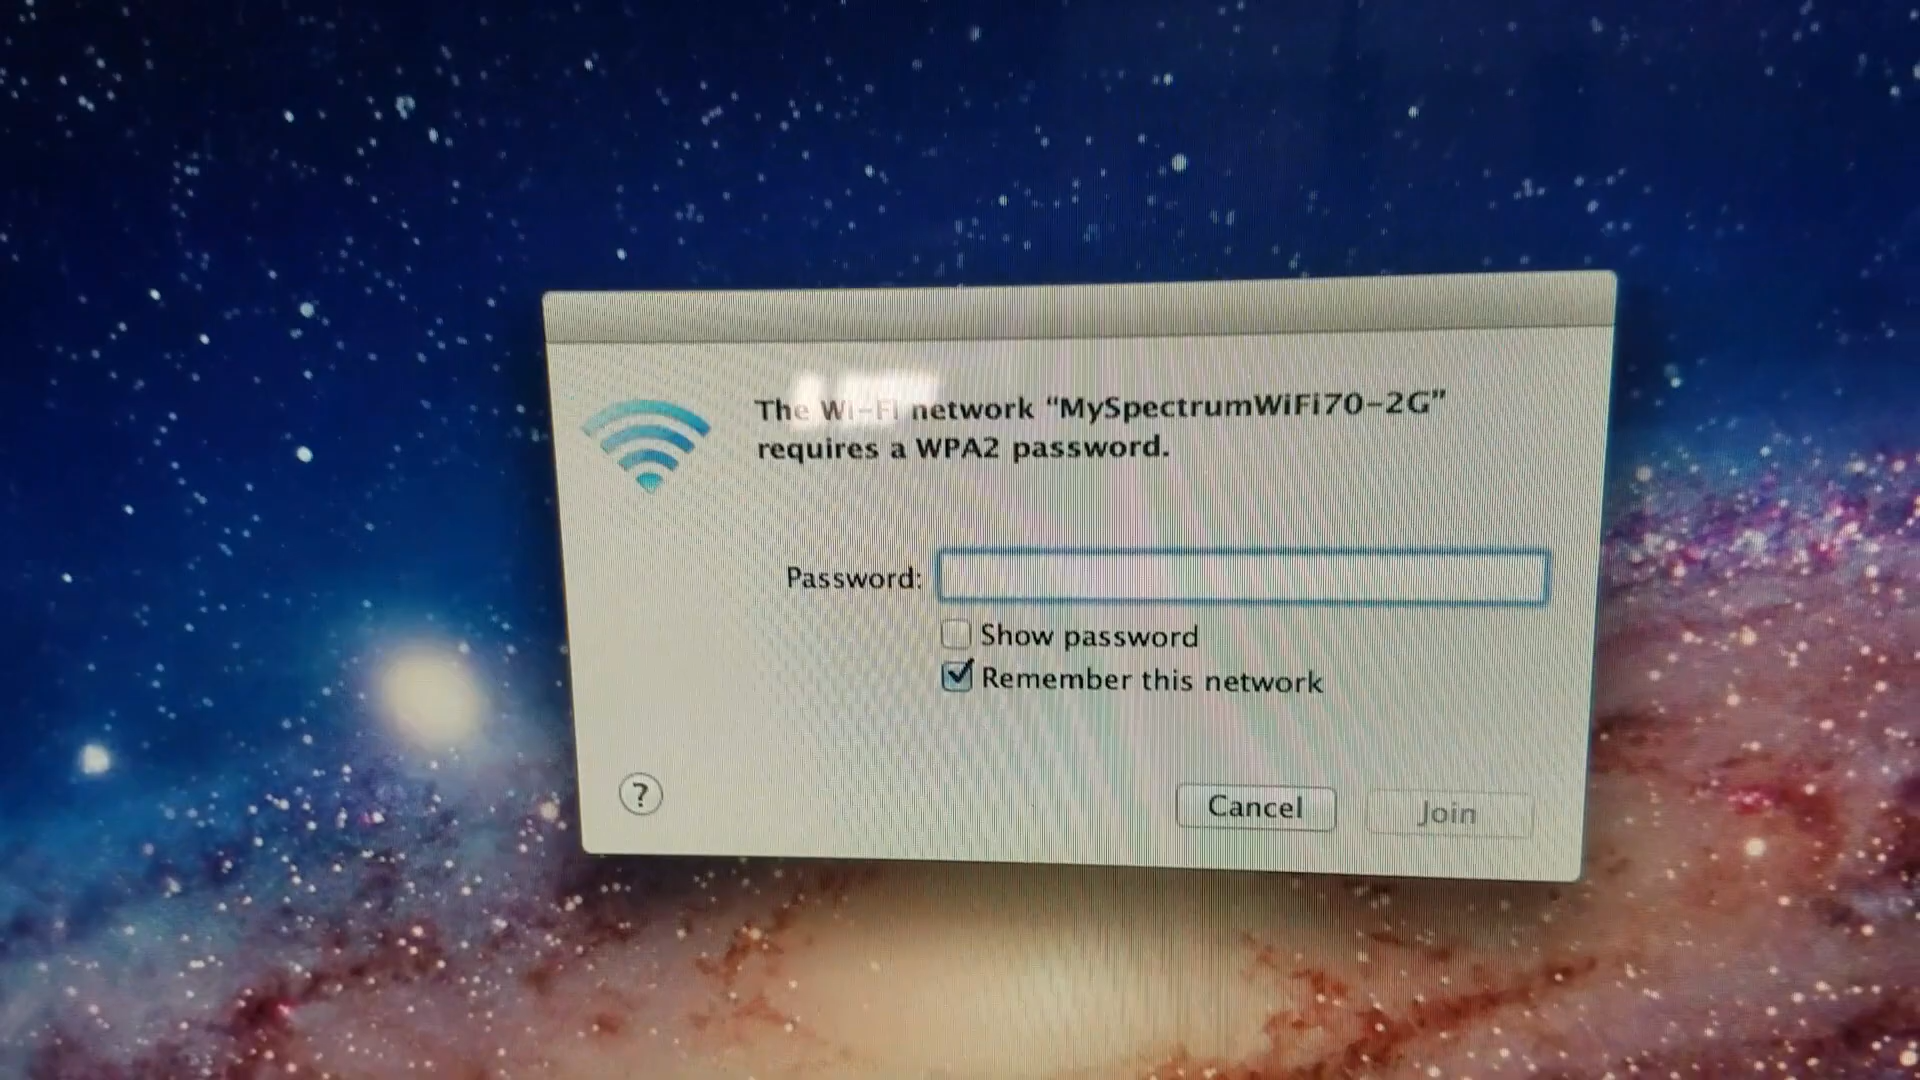 The Wi-Fi network “MySpectrumWiFi70-2G”
requires a WPA2 password.
Password:
Show password
Remember this network
?
Cancel
Join